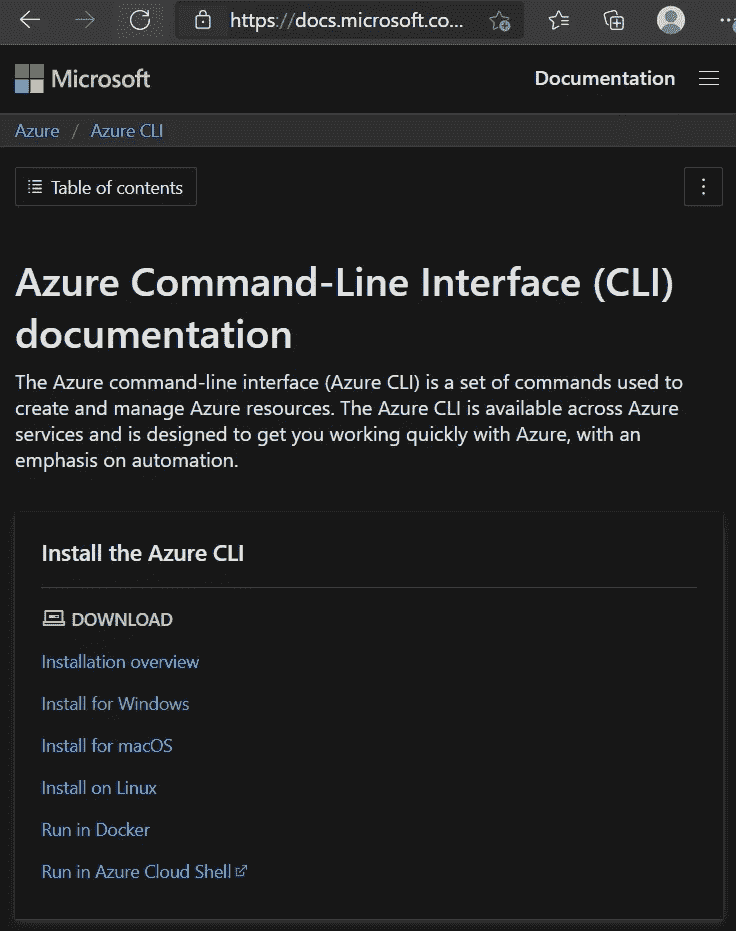 https://docs.microsoft.co...
Microsoft
Documentation
Azure / Azure CLI
Table of contents
Azure Command-Line Interface (CLI)
documentation
The Azure command-line interface (Azure CLI) is a set of commands used to
create and manage Azure resources. The Azure CLI is available across Azure
services and is designed to get you working quickly with Azure, with an
emphasis on automation.
Install the Azure CLI
DOWNLOAD
Installation overview
Install for Windows
Install for macOS
Install on Linux
Run in Docker
Run in Azure Cloud Shell